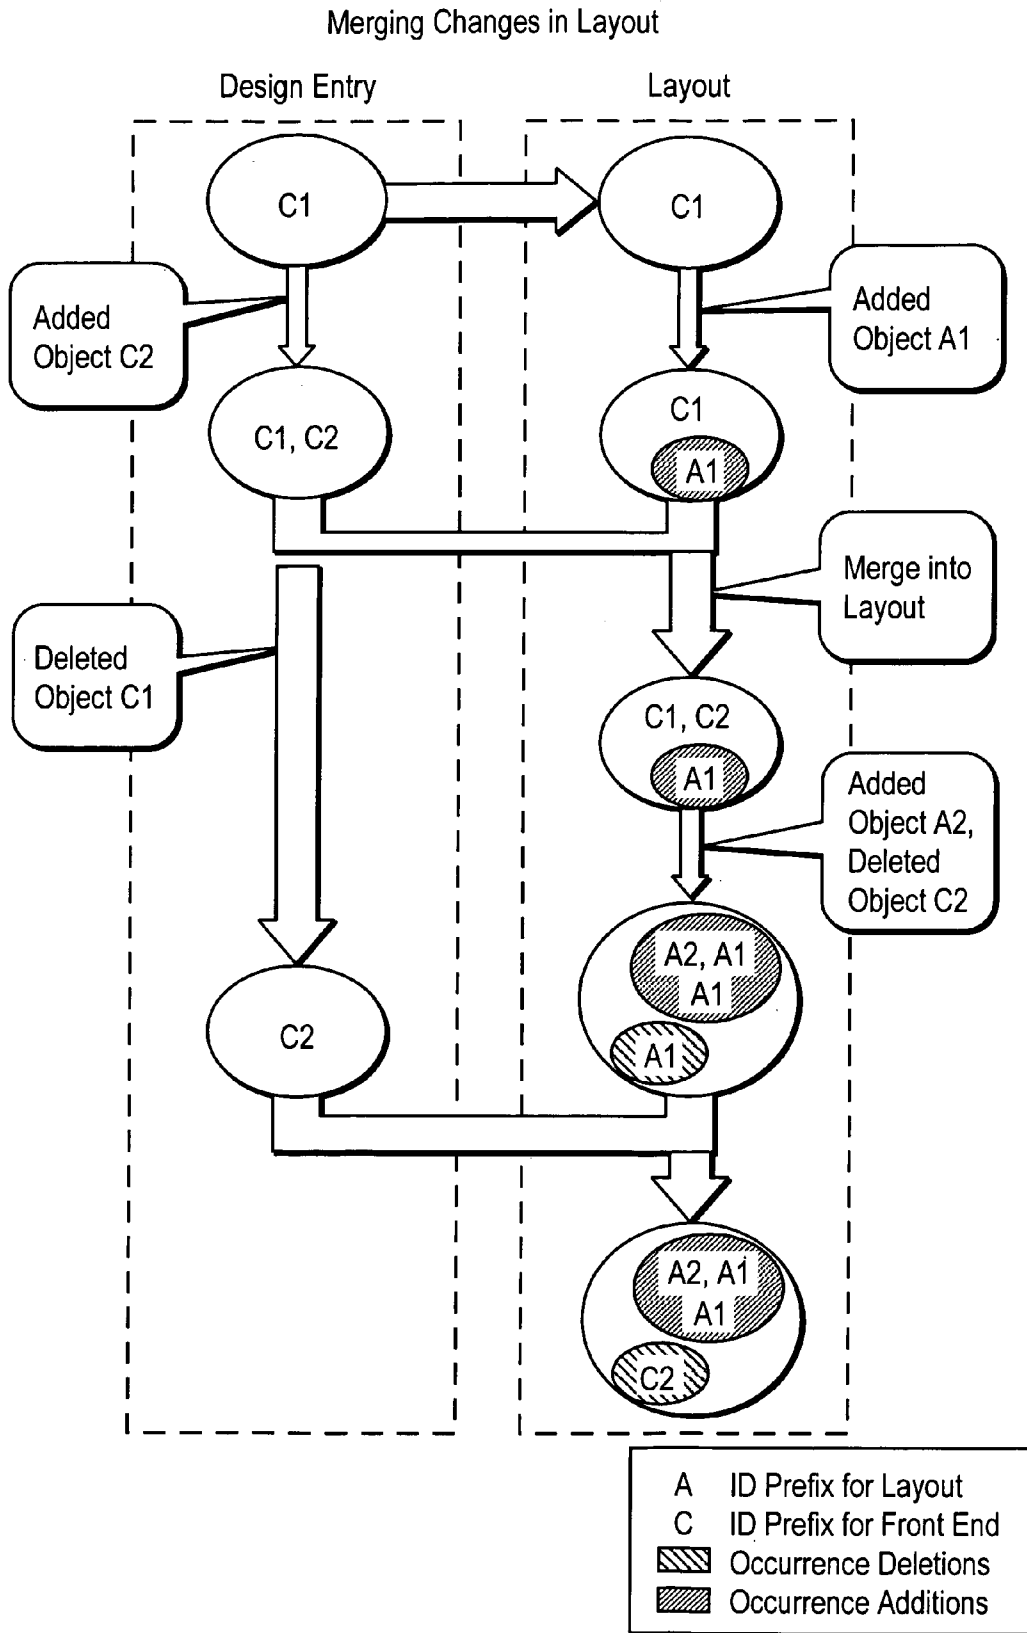 Merging Changes in Layout
Design Entry
Layout
C1
C1
Added
Object C2
Added
Object A1
C1, C2
C1
A1
Merge into
Layout
Deleted
Object C1
C1, C2
A1
Added
Object A2,
Deleted
Object C2
A2, A1
A1
A1
C2
A2, A1
A1
C2
A ID Prefix for Layout
C ID Prefix for Front End
Occurrence Deletions
Occurrence Additions